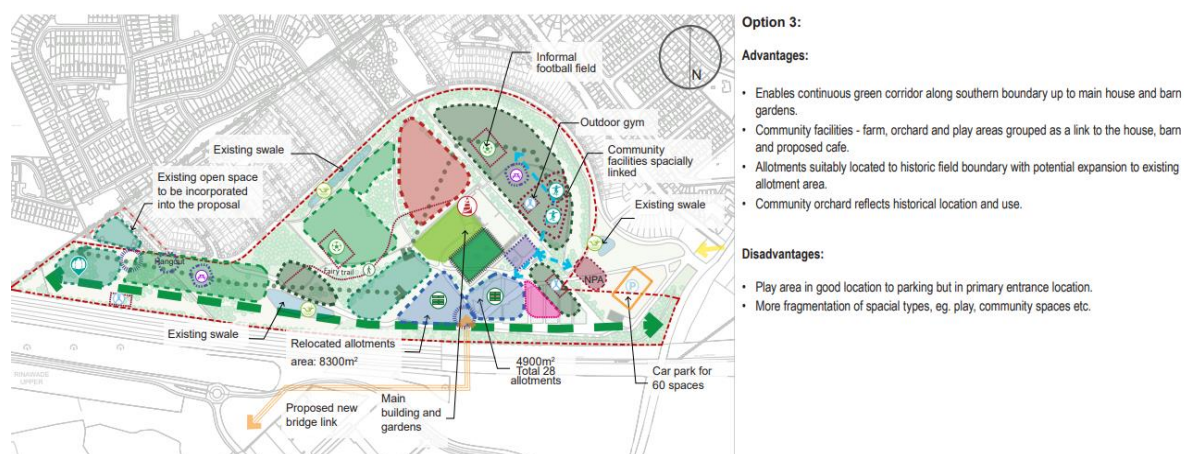 Informal
football field
N
Outdoor gym
Existing swale
Community
facilities spacially
linked
Existing open space
to be incorporated
into the proposal
Existing swale
Hangout
Fairy trail
NPA
P
Existing swale
Relocated allotments
area: 8300m²
4900m²
Total 28
allotments
Car park for
60 spaces
RINAWADE
UPPER
Proposed new
bridge link
Main
building and
gardens
Option 3:
Advantages:
• Enables continuous green corridor along southern boundary up to main house and barn
gardens.
• Community facilities - farm, orchard and play areas grouped as a link to the house, barn
and proposed cafe.
• Allotments suitably located to historic field boundary with potential expansion to existing
allotment area.
• Community orchard reflects historical location and use.
Disadvantages:
• Play area in good location to parking but in primary entrance location.
• More fragmentation of spacial types, eg. play, community spaces etc.